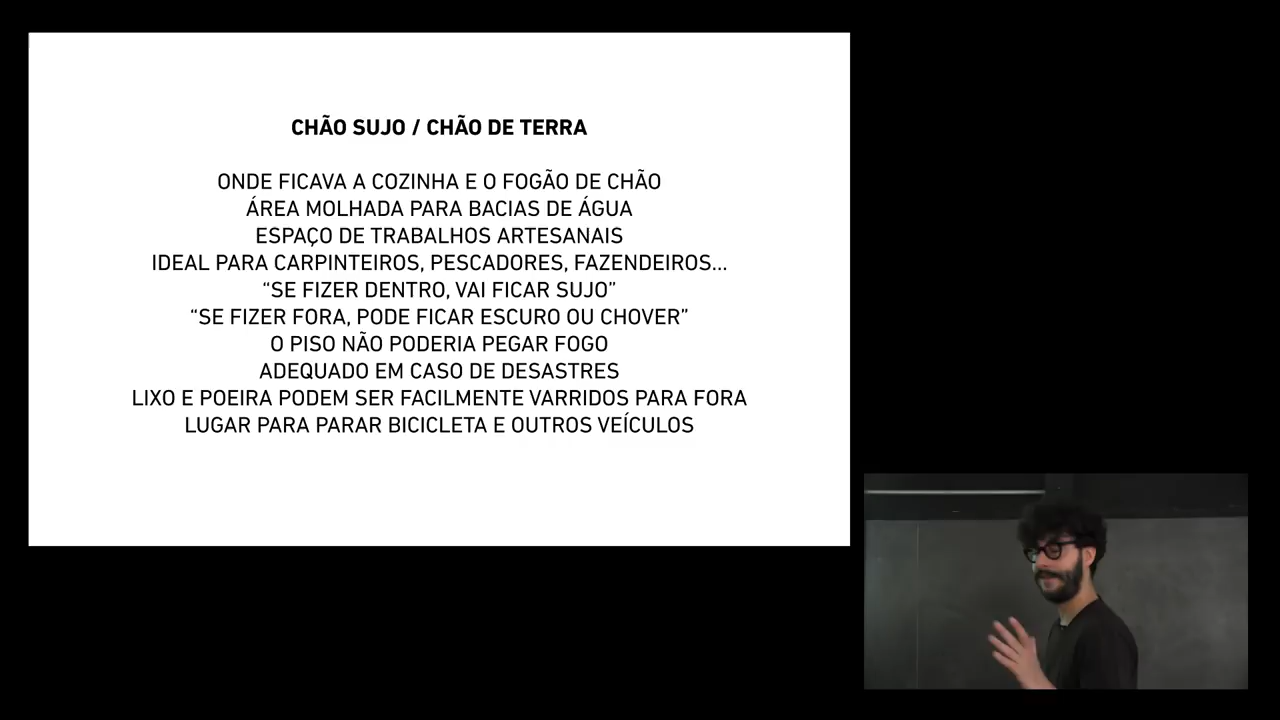 CHÃO SUJO / CHÃO DE TERRA
ONDE FICAVA A COZINHA E O FOGÃO DE CHÃO
ÁREA MOLHADA PARA BACIAS DE ÁGUA
ESPAÇO DE TRABALHOS ARTESANAIS
IDEAL PARA CARPINTEIROS, PESCADORES, FAZENDEIROS...
“SE FIZER DENTRO, VAI FICAR SUJO”
“SE FIZER FORA, PODE FICAR ESCURO OU CHOVER”
O PISO NÃO PODERIA PEGAR FOGO
ADEQUADO EM CASO DE DESASTRES
LIXO E POEIRA PODEM SER FACILMENTE VARRIDOS PARA FORA
LUGAR PARA PARAR BICICLETA E OUTROS VEÍCULOS